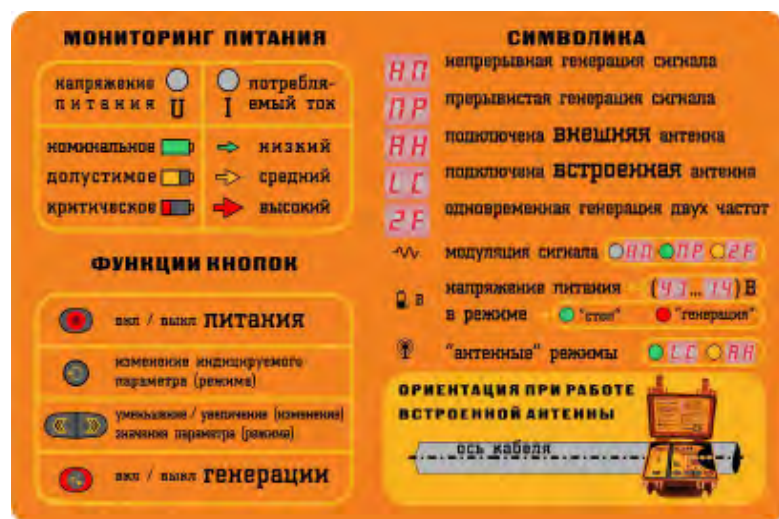 МОНИТОРИНГ ПИТАНИЯ
напряжение
питания U
потребля-
I емый ток
номинальное
низкий
допустимое
средний
критическое
высокий
ФУНКЦИИ КНОПОК
вкл / выкл питания
изменение индицируемого
параметра (режима)
уменьшение / увеличение (изменение)
значения параметра (режима)
вкл / выкл генерации
СИМВОЛИКА
НП непрерывная генерация сигнала
ПР прерывистая генерация сигнала
АН подключена внешняя антенна
LC подключена встроенная антенна
2F одновременная генерация двух частот
модуляция сигнала НП ПР 2F
В напряжение питания (...14) В
в режиме "стоп" "генерация"
"антенные" режимы LC АН
ОРИЕНТАЦИЯ ПРИ РАБОТЕ
ВСТРОЕННОЙ АНТЕННЫ
ось кабеля